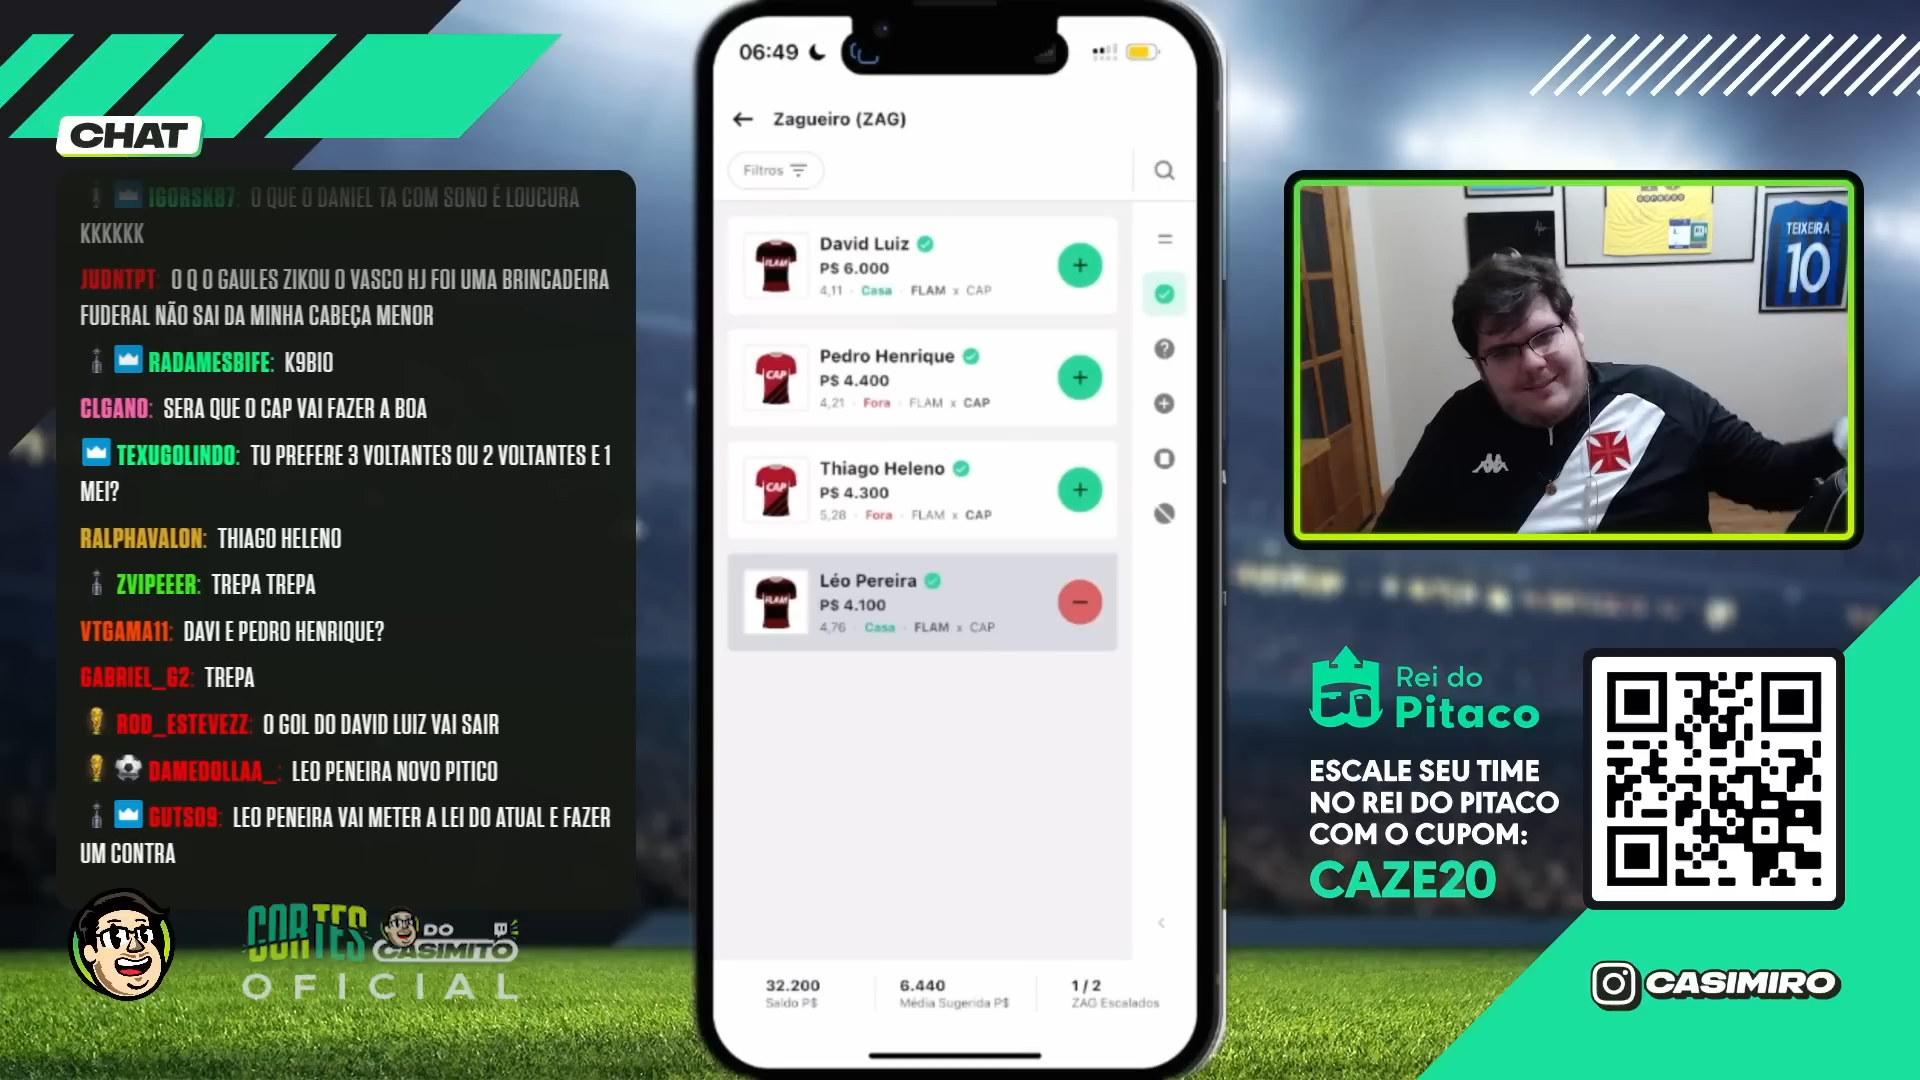 CHAT
IGORSK87: O QUE O DANIEL TA COM SONO É LOUCURA
KKKKKK
JUDNTPT: O Q O GAULES ZIKOU O VASCO HJ FOI UMA BRINCADEIRA
FUDERAL NÃO SAI DA MINHA CABEÇA MENOR
RADAMESBIFE: K9BIO
CLGANO: SERA QUE O CAP VAI FAZER A BOA
TEXUGOLINDO: TU PREFERE 3 VOLTANTES OU 2 VOLTANTES E 1
MEI?
RALPHAVALON: THIAGO HELENO
ZVIPEEER: TREPA TREPA
VTGAMA11: DAVI E PEDRO HENRIQUE?
GABRIEL_G2: TREPA
ROD_ESTEVEZZ: O GOL DO DAVID LUIZ VAI SAIR
DAMEDOLLAA_: LEO PENEIRA NOVO PITICO
GUTS09: LEO PENEIRA VAI METER A LEI DO ATUAL E FAZER
UM CONTRA
CORTES DO CASIMITO
OFICIAL
06:49
Zagueiro (ZAG)
Filtros
David Luiz
P$ 6.000
4,11 · Casa · FLAM x CAP
FLAM
Pedro Henrique
P$ 4.400
4,21 · Fora · FLAM x CAP
CAP
Thiago Heleno
P$ 4.300
5,28 · Fora · FLAM x CAP
CAP
Léo Pereira
P$ 4.100
4,76 · Casa · FLAM x CAP
FLAM
32.200
Saldo P$
6.440
Média Sugerida P$
1 / 2
ZAG Escalados
TEIXEIRA
10
Rei do
Pitaco
ESCALE SEU TIME
NO REI DO PITACO
COM O CUPOM:
CAZE20
CASIMIRO